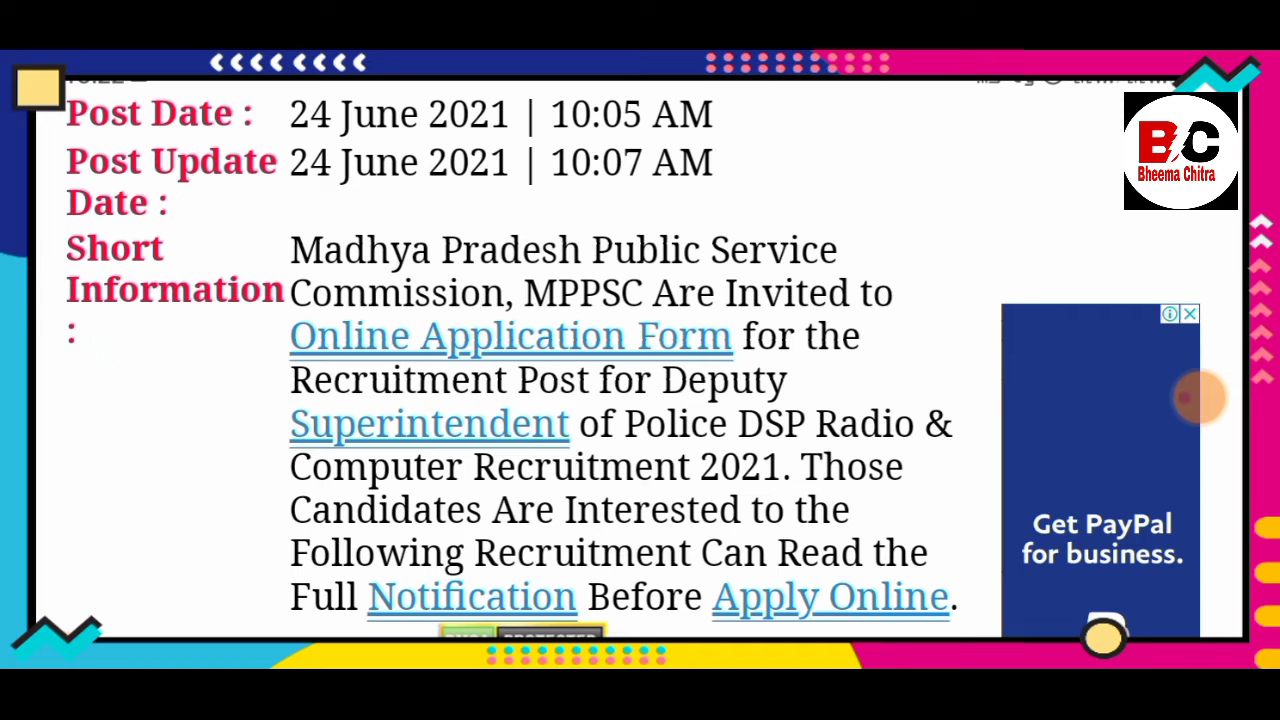 Post Date : 24 June 2021 | 10:05 AM
Post Update 24 June 2021 | 10:07 AM
Date :
Short Madhya Pradesh Public Service
Information Commission, MPPSC Are Invited to
: Online Application Form for the
Recruitment Post for Deputy
Superintendent of Police DSP Radio &
Computer Recruitment 2021. Those
Candidates Are Interested to the
Following Recruitment Can Read the
Full Notification Before Apply Online.
BC
Bheema Chitra
Get PayPal
for business.